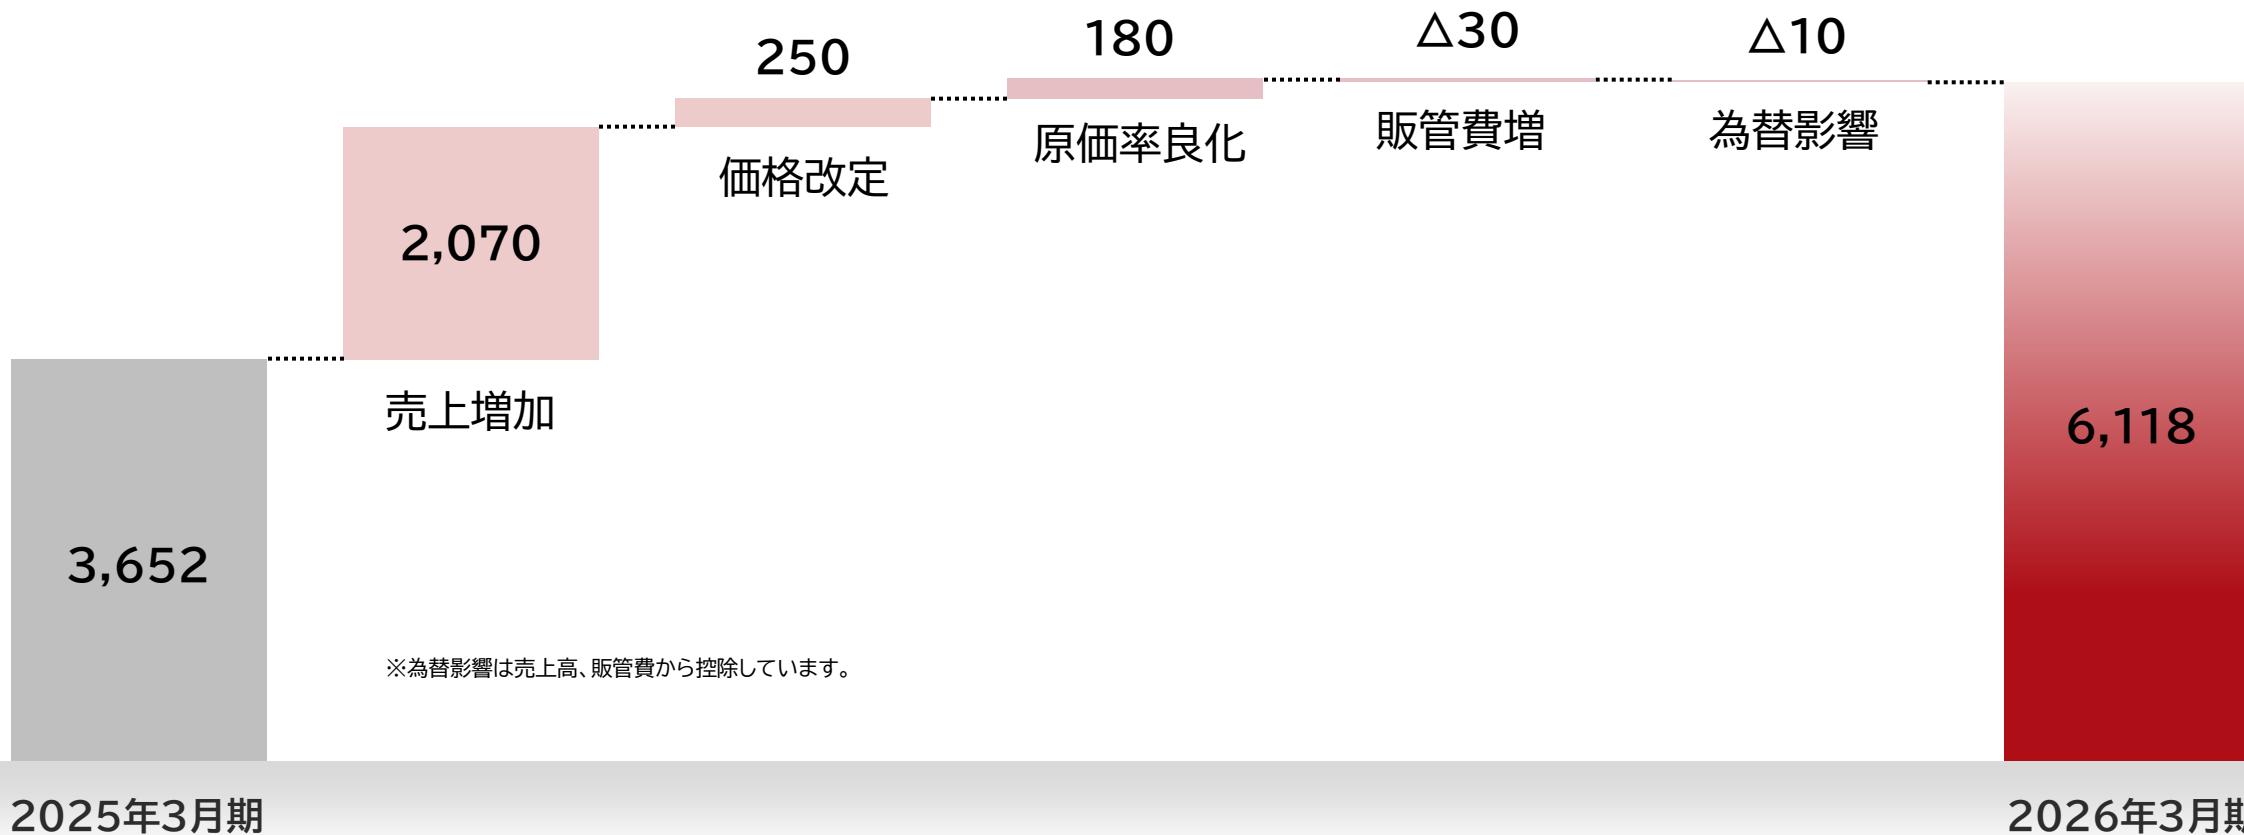 3,652
2,070
売上増加
250
価格改定
180
原価率良化
△30
販管費増
△10
為替影響
6,118
※為替影響は売上高、販管費から控除しています。
2025年3月期
2026年3月期